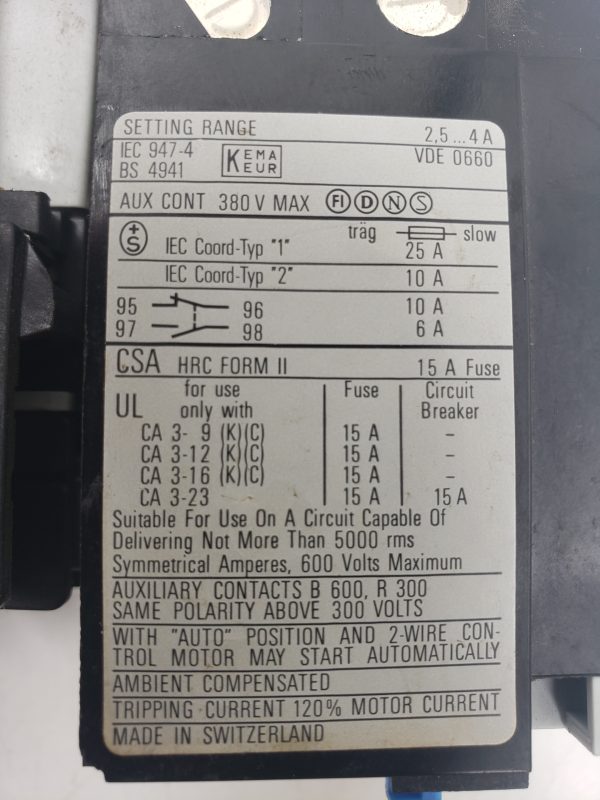 SETTING RANGE 2,5...4 A
IEC 947-4 KEMA KEUR VDE 0660
BS 4941
AUX CONT 380 V MAX FI D N S
träg slow
+S IEC Coord-Typ "1" 25 A
IEC Coord-Typ "2" 10 A
95 96 10 A
97 98 6 A
CSA HRC FORM II 15 A Fuse
UL for use only with Fuse Circuit Breaker
CA 3- 9 (K)(C) 15 A –
CA 3-12 (K)(C) 15 A –
CA 3-16 (K)(C) 15 A –
CA 3-23 15 A 15 A
Suitable For Use On A Circuit Capable Of
Delivering Not More Than 5000 rms
Symmetrical Amperes, 600 Volts Maximum
AUXILIARY CONTACTS B 600, R 300
SAME POLARITY ABOVE 300 VOLTS
WITH "AUTO" POSITION AND 2-WIRE CON-
TROL MOTOR MAY START AUTOMATICALLY
AMBIENT COMPENSATED
TRIPPING CURRENT 120% MOTOR CURRENT
MADE IN SWITZERLAND